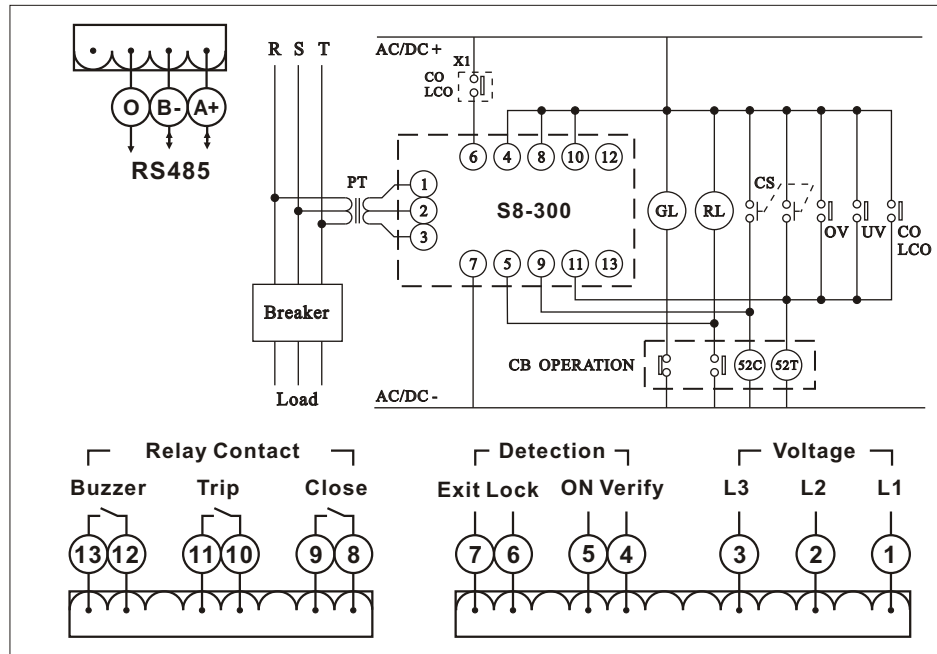 R S T
AC/DC +
X1
CO
LCO
O B- A+
RS485
6 4 8 10 12
PT
1
2
3
S8-300
GL RL
CS
OV UV CO
LCO
7 5 9 11 13
Breaker
CB OPERATION
52C 52T
Load
AC/DC -
Relay Contact
Buzzer Trip Close
13 12 11 10 9 8
Detection
Exit Lock ON Verify
7 6 5 4
Voltage
L3 L2 L1
3 2 1